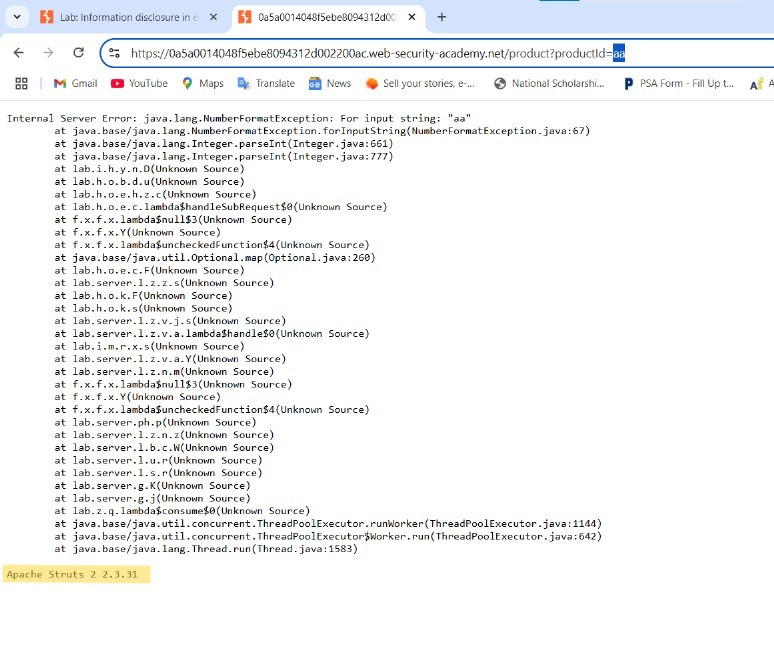 Lab: Information disclosure in e
0a5a0014048f5ebe8094312d00
https://0a5a0014048f5ebe8094312d002200ac.web-security-academy.net/product?productId=aa
Gmail
YouTube
Maps
Translate
News
Sell your stories, e-...
National Scholarshi...
PSA Form - Fill Up t...
Internal Server Error: java.lang.NumberFormatException: For input string: "aa"
at java.base/java.lang.NumberFormatException.forInputString(NumberFormatException.java:67)
at java.base/java.lang.Integer.parseInt(Integer.java:661)
at java.base/java.lang.Integer.parseInt(Integer.java:777)
at lab.i.h.y.n.D(Unknown Source)
at lab.h.o.b.d.u(Unknown Source)
at lab.h.o.e.h.z.c(Unknown Source)
at lab.h.o.e.c.lambda$handleSubRequest$0(Unknown Source)
at f.x.f.x.lambda$null$3(Unknown Source)
at f.x.f.x.Y(Unknown Source)
at f.x.f.x.lambda$uncheckedFunction$4(Unknown Source)
at java.base/java.util.Optional.map(Optional.java:260)
at lab.h.o.e.c.F(Unknown Source)
at lab.server.l.z.z.s(Unknown Source)
at lab.h.o.k.F(Unknown Source)
at lab.h.o.k.s(Unknown Source)
at lab.server.l.z.v.j.s(Unknown Source)
at lab.server.l.z.v.a.lambda$handle$0(Unknown Source)
at lab.i.m.r.x.s(Unknown Source)
at lab.server.l.z.v.a.Y(Unknown Source)
at lab.server.l.z.n.m(Unknown Source)
at f.x.f.x.lambda$null$3(Unknown Source)
at f.x.f.x.Y(Unknown Source)
at f.x.f.x.lambda$uncheckedFunction$4(Unknown Source)
at lab.server.ph.p(Unknown Source)
at lab.server.l.z.n.z(Unknown Source)
at lab.server.l.b.c.W(Unknown Source)
at lab.server.l.u.r(Unknown Source)
at lab.server.l.s.r(Unknown Source)
at lab.server.g.K(Unknown Source)
at lab.server.g.j(Unknown Source)
at lab.z.q.lambda$consume$0(Unknown Source)
at java.base/java.util.concurrent.ThreadPoolExecutor.runWorker(ThreadPoolExecutor.java:1144)
at java.base/java.util.concurrent.ThreadPoolExecutor$Worker.run(ThreadPoolExecutor.java:642)
at java.base/java.lang.Thread.run(Thread.java:1583)
Apache Struts 2 2.3.31